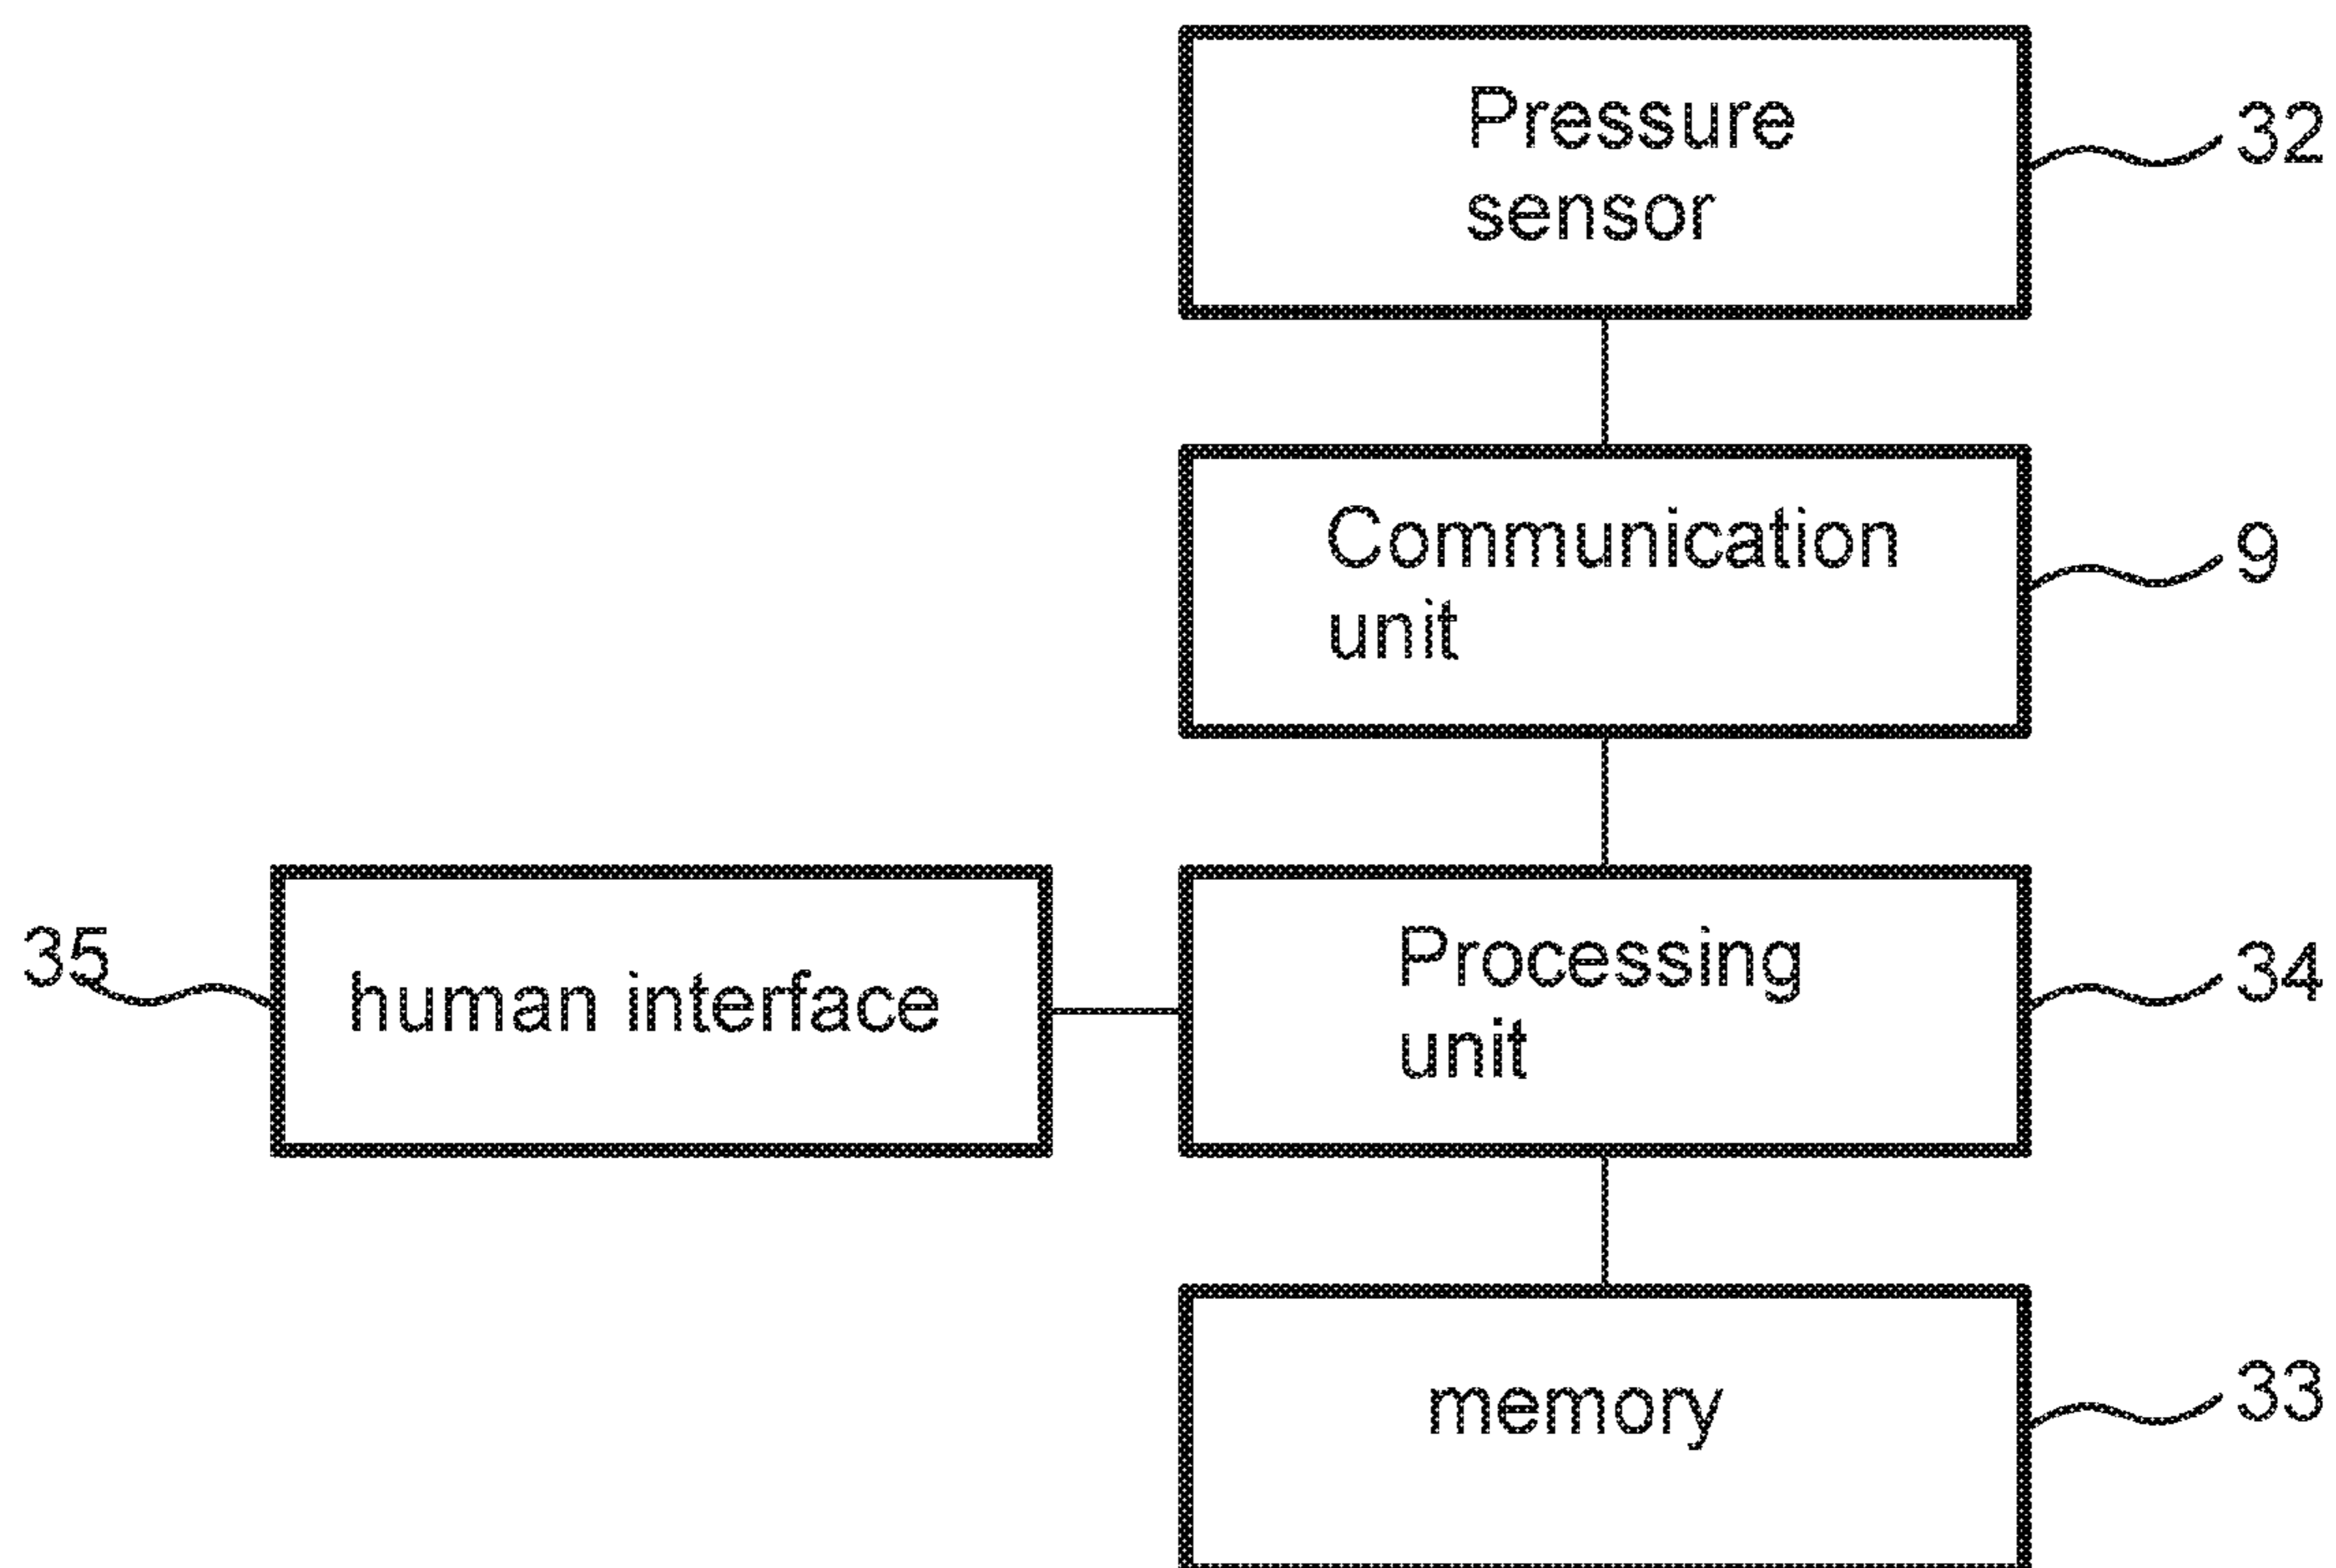 Pressure
sensor
32
Communication
unit
9
35
human interface
Processing
unit
34
memory
33